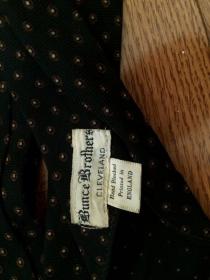 Bunce Brothers
CLEVELAND
Hand Blocked
Printed in
ENGLAND